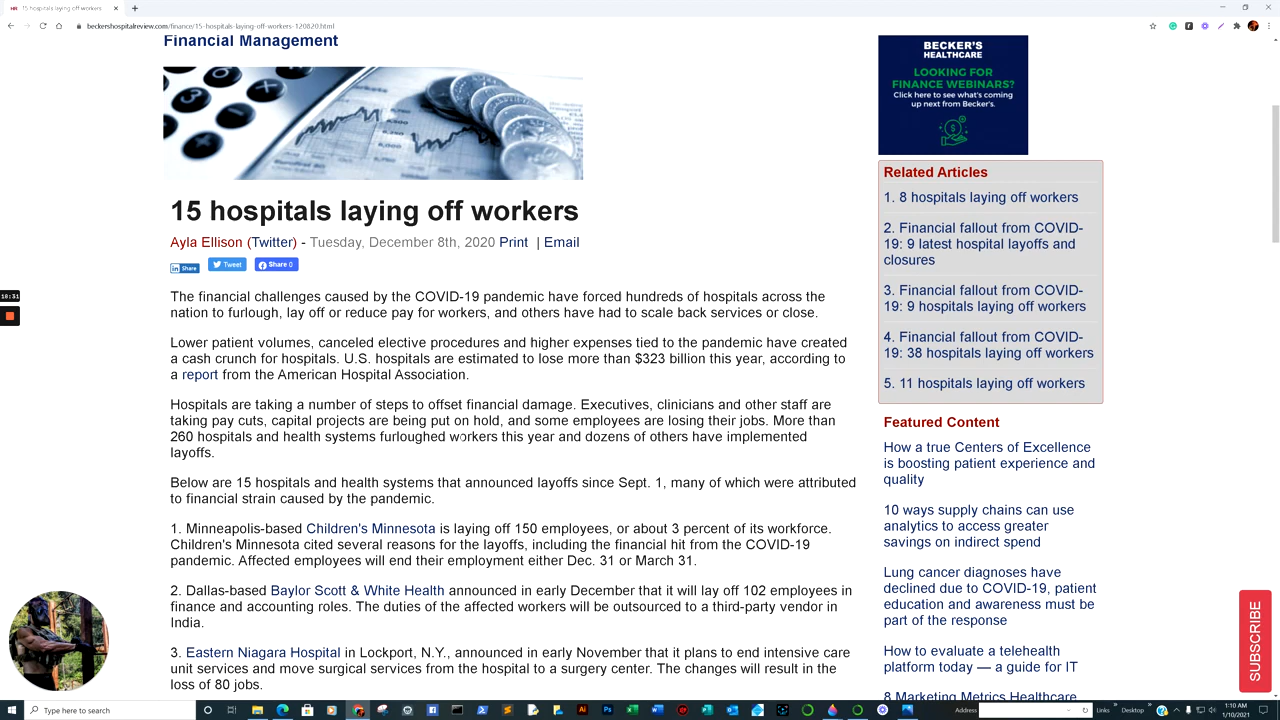 15 hospitals laying off workers
beckershospitalreview.com/finance/15-hospitals-laying-off-workers-120820.html
Financial Management
15 hospitals laying off workers
Ayla Ellison (Twitter) - Tuesday, December 8th, 2020 Print | Email
Share Tweet Share 0
The financial challenges caused by the COVID-19 pandemic have forced hundreds of hospitals across the
nation to furlough, lay off or reduce pay for workers, and others have had to scale back services or close.
Lower patient volumes, canceled elective procedures and higher expenses tied to the pandemic have created
a cash crunch for hospitals. U.S. hospitals are estimated to lose more than $323 billion this year, according to
a report from the American Hospital Association.
Hospitals are taking a number of steps to offset financial damage. Executives, clinicians and other staff are
taking pay cuts, capital projects are being put on hold, and some employees are losing their jobs. More than
260 hospitals and health systems furloughed workers this year and dozens of others have implemented
layoffs.
Below are 15 hospitals and health systems that announced layoffs since Sept. 1, many of which were attributed
to financial strain caused by the pandemic.
1. Minneapolis-based Children's Minnesota is laying off 150 employees, or about 3 percent of its workforce.
Children's Minnesota cited several reasons for the layoffs, including the financial hit from the COVID-19
pandemic. Affected employees will end their employment either Dec. 31 or March 31.
2. Dallas-based Baylor Scott & White Health announced in early December that it will lay off 102 employees in
finance and accounting roles. The duties of the affected workers will be outsourced to a third-party vendor in
India.
3. Eastern Niagara Hospital in Lockport, N.Y., announced in early November that it plans to end intensive care
unit services and move surgical services from the hospital to a surgery center. The changes will result in the
loss of 80 jobs.
BECKER'S
HEALTHCARE
LOOKING FOR
FINANCE WEBINARS?
Click here to see what's coming
up next from Becker's.
Related Articles
1. 8 hospitals laying off workers
2. Financial fallout from COVID-
19: 9 latest hospital layoffs and
closures
3. Financial fallout from COVID-
19: 9 hospitals laying off workers
4. Financial fallout from COVID-
19: 38 hospitals laying off workers
5. 11 hospitals laying off workers
Featured Content
How a true Centers of Excellence
is boosting patient experience and
quality
10 ways supply chains can use
analytics to access greater
savings on indirect spend
Lung cancer diagnoses have
declined due to COVID-19, patient
education and awareness must be
part of the response
How to evaluate a telehealth
platform today — a guide for IT
8 Marketing Metrics Healthcare
SUBSCRIBE
Type here to search
Address
Links
Desktop
1:10 AM
1/10/2021